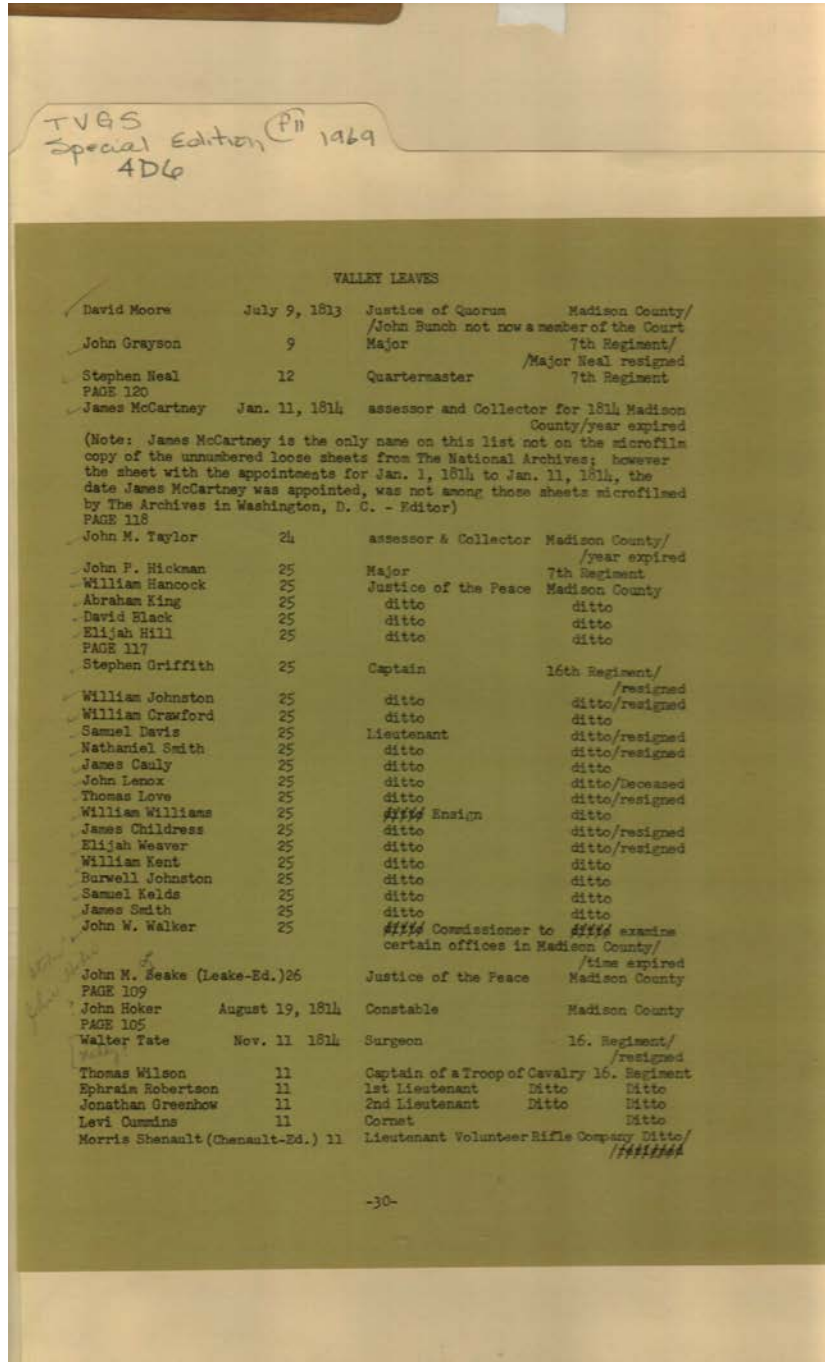 TVGS
Special Edition P11 1969
4D6
VALLEY LEAVES
David Moore July 9, 1813 Justice of Quorum Madison County/
/John Bunch not now a member of the Court
John Grayson 9 Major 7th Regiment/
/Major Neal resigned
Stephen Neal 12 Quartermaster 7th Regiment
PAGE 120
James McCartney Jan. 11, 1814 assessor and Collector for 1814 Madison
County/year expired
(Note: James McCartney is the only name on this list not on the microfilm
copy of the unnumbered loose sheets from The National Archives; however
the sheet with the appointments for Jan. 1, 1814 to Jan. 11, 1814, the
date James McCartney was appointed, was not among those sheets microfilmed
by The Archives in Washington, D. C. - Editor)
PAGE 118
John M. Taylor 24 assessor & Collector Madison County/
/year expired
John P. Hickman 25 Major 7th Regiment
William Hancock 25 Justice of the Peace Madison County
Abraham King 25 ditto ditto
David Black 25 ditto ditto
Elijah Hill 25 ditto ditto
PAGE 117
Stephen Griffith 25 Captain 16th Regiment/
/resigned
William Johnston 25 ditto ditto/resigned
William Crawford 25 ditto ditto
Samuel Davis 25 Lieutenant ditto/resigned
Nathaniel Smith 25 ditto ditto/resigned
James Cauly 25 ditto ditto
John Lenox 25 ditto ditto/Deceased
Thomas Love 25 ditto ditto/resigned
William Williams 25 ditto Ensign ditto
James Childress 25 ditto ditto/resigned
Elijah Weaver 25 ditto ditto/resigned
William Kent 25 ditto ditto
Burwell Johnston 25 ditto ditto
Samuel Kelds 25 ditto ditto
James Smith 25 ditto ditto
John W. Walker 25 ditto Commissioner to ditto examine
certain offices in Madison County/
/time expired
John M. Seake (Leake-Ed.)26 Justice of the Peace Madison County
PAGE 109
John Hoker August 19, 1814 Constable Madison County
PAGE 105
Walter Tate Nov. 11 1814 Surgeon 16. Regiment/
/resigned
Thomas Wilson 11 Captain of a Troop of Cavalry 16. Regiment
Ephraim Robertson 11 1st Lieutenant Ditto Ditto
Jonathan Greenhow 11 2nd Lieutenant Ditto Ditto
Levi Cummins 11 Cornet Ditto
Morris Shenault (Chenault-Ed.) 11 Lieutenant Volunteer Rifle Company Ditto/
/resigned
-30-